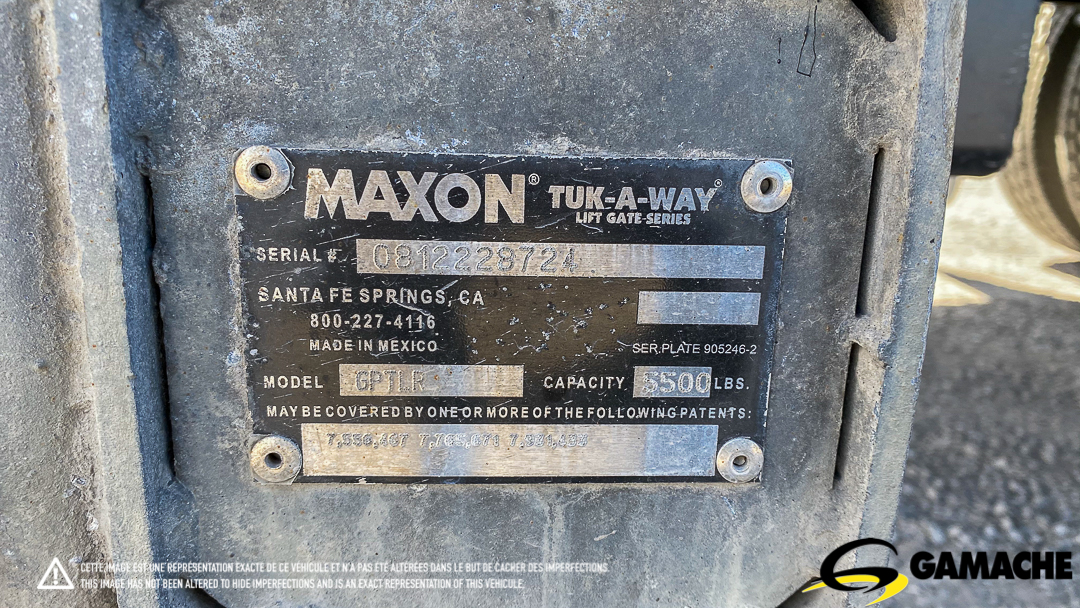 MAXON® TUK-A-WAY®
LIFT GATE SERIES
SERIAL # 0812228724
SANTA FE SPRINGS, CA
800-227-4116
MADE IN MEXICO
SER.PLATE 905246-2
MODEL GPTLR CAPACITY 5500 LBS.
MAY BE COVERED BY ONE OR MORE OF THE FOLLOWING PATENTS:
CETTE IMAGE EST UNE REPRÉSENTATION EXACTE DE CE VÉHICULE ET N'A PAS ÉTÉ ALTÉRÉES DANS LE BUT DE CACHER DES IMPERFECTIONS.
THIS IMAGE HAS NOT BEEN ALTERED TO HIDE IMPERFECTIONS AND IS AN EXACT REPRESENTATION OF THIS VEHICULE.
GAMACHE